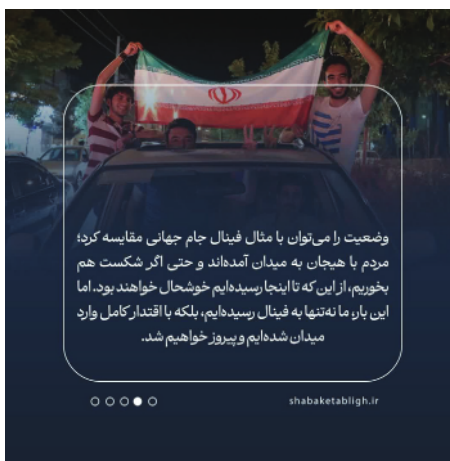 وضعیت را می‌توان با مثال فینال جام جهانی مقایسه کرد؛
مردم با هیجان به میدان آمده‌اند و حتی اگر شکست هم
بخوریم، از این که تا اینجا رسیده‌ایم خوشحال خواهند بود. اما
این بار، ما نه‌تنها به فینال رسیده‌ایم، بلکه با اقتدار کامل وارد
میدان شده‌ایم و پیروز خواهیم شد.
shabaketabligh.ir